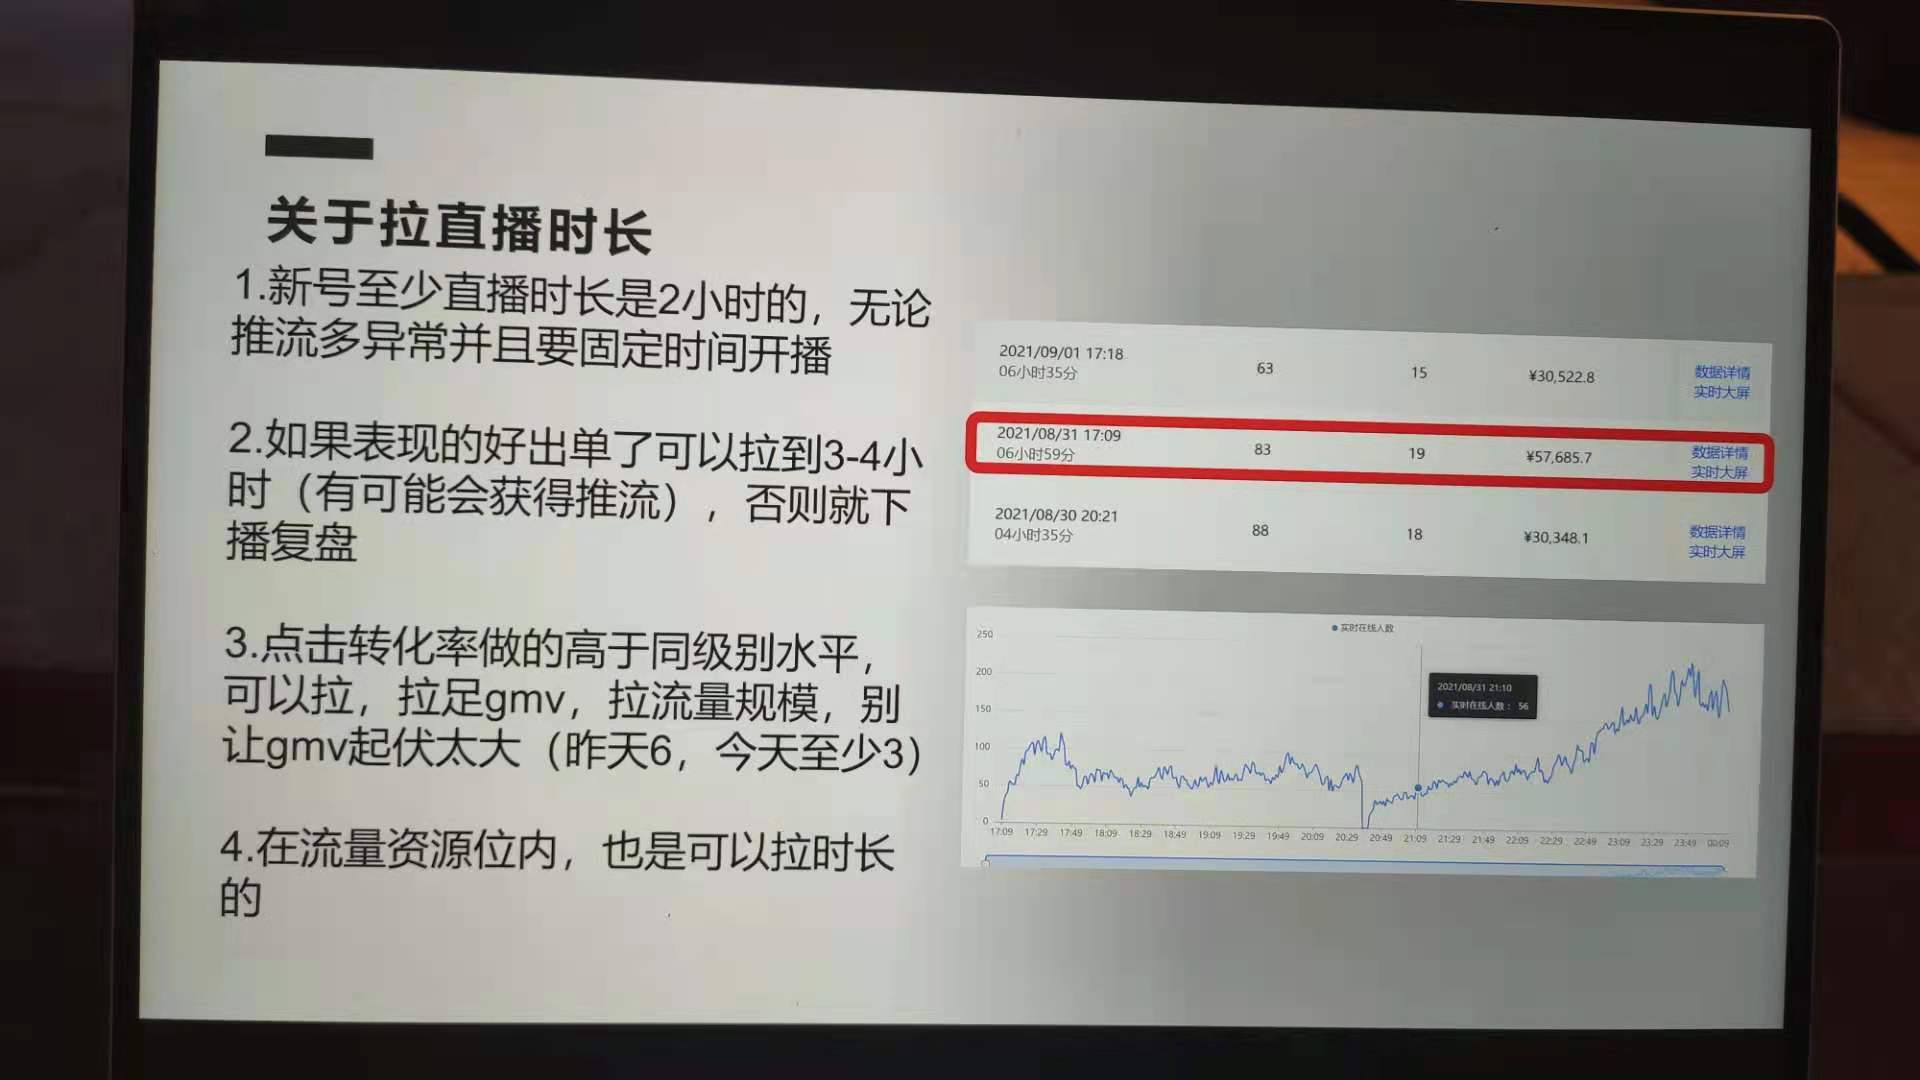 关于拉直播时长
1.新号至少直播时长是2小时的，无论
推流多异常并且要固定时间开播
2.如果表现的好出单了可以拉到3-4小
时（有可能会获得推流），否则就下
播复盘
3.点击转化率做的高于同级别水平，
可以拉，拉足gmv，拉流量规模，别
让gmv起伏太大（昨天6，今天至少3）
4.在流量资源位内，也是可以拉时长
的
2021/09/01 17:18
06小时35分
63
15
¥30,522.8
数据详情
实时大屏
2021/08/31 17:09
06小时59分
83
19
¥57,685.7
数据详情
实时大屏
2021/08/30 20:21
04小时35分
88
18
¥30,348.1
数据详情
实时大屏
实时在线人数
250
200
150
100
50
0
2021/08/31 21:10
实时在线人数： 56
17:09 17:29 17:49 18:09 18:29 18:49 19:09 19:29 19:49 20:09 20:29 20:49 21:09 21:29 21:49 22:09 22:29 22:49 23:09 23:29 23:49 00:09